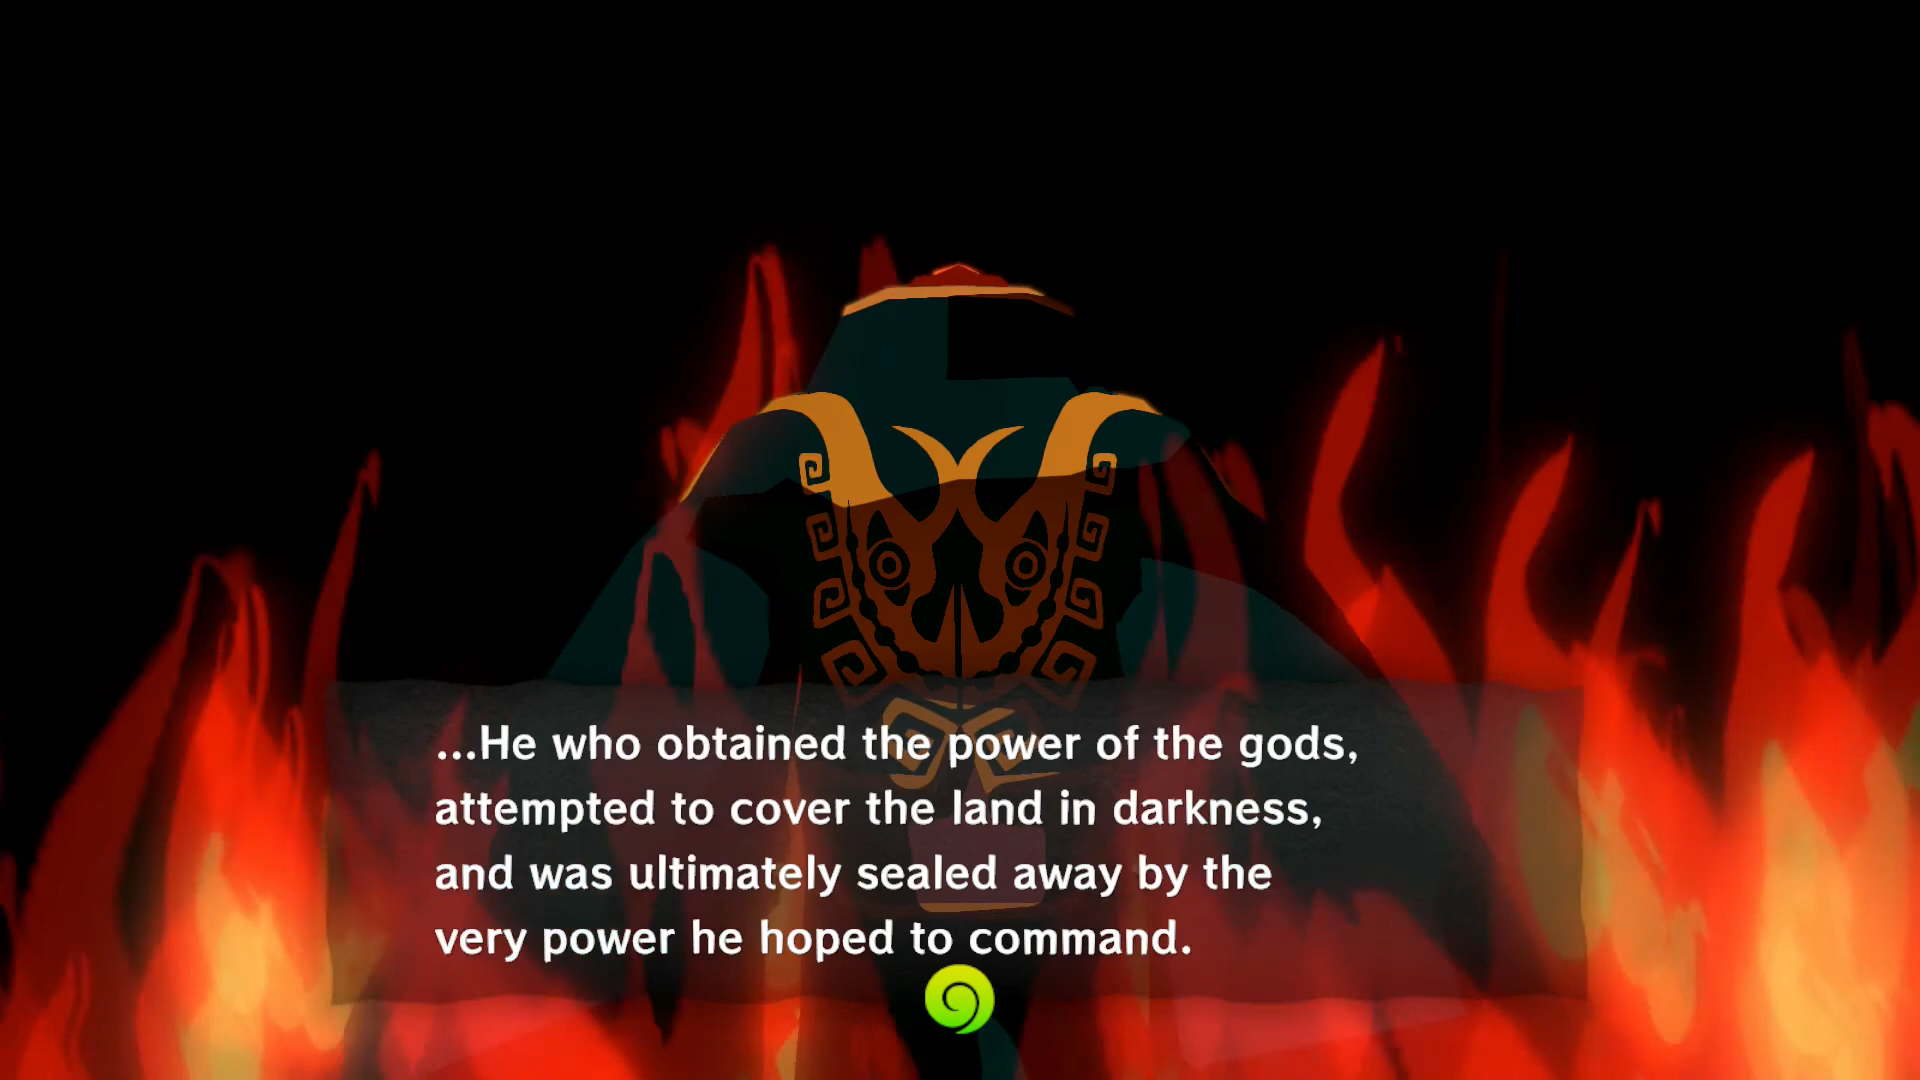 ...He who obtained the power of the gods,
attempted to cover the land in darkness,
and was ultimately sealed away by the
very power he hoped to command.